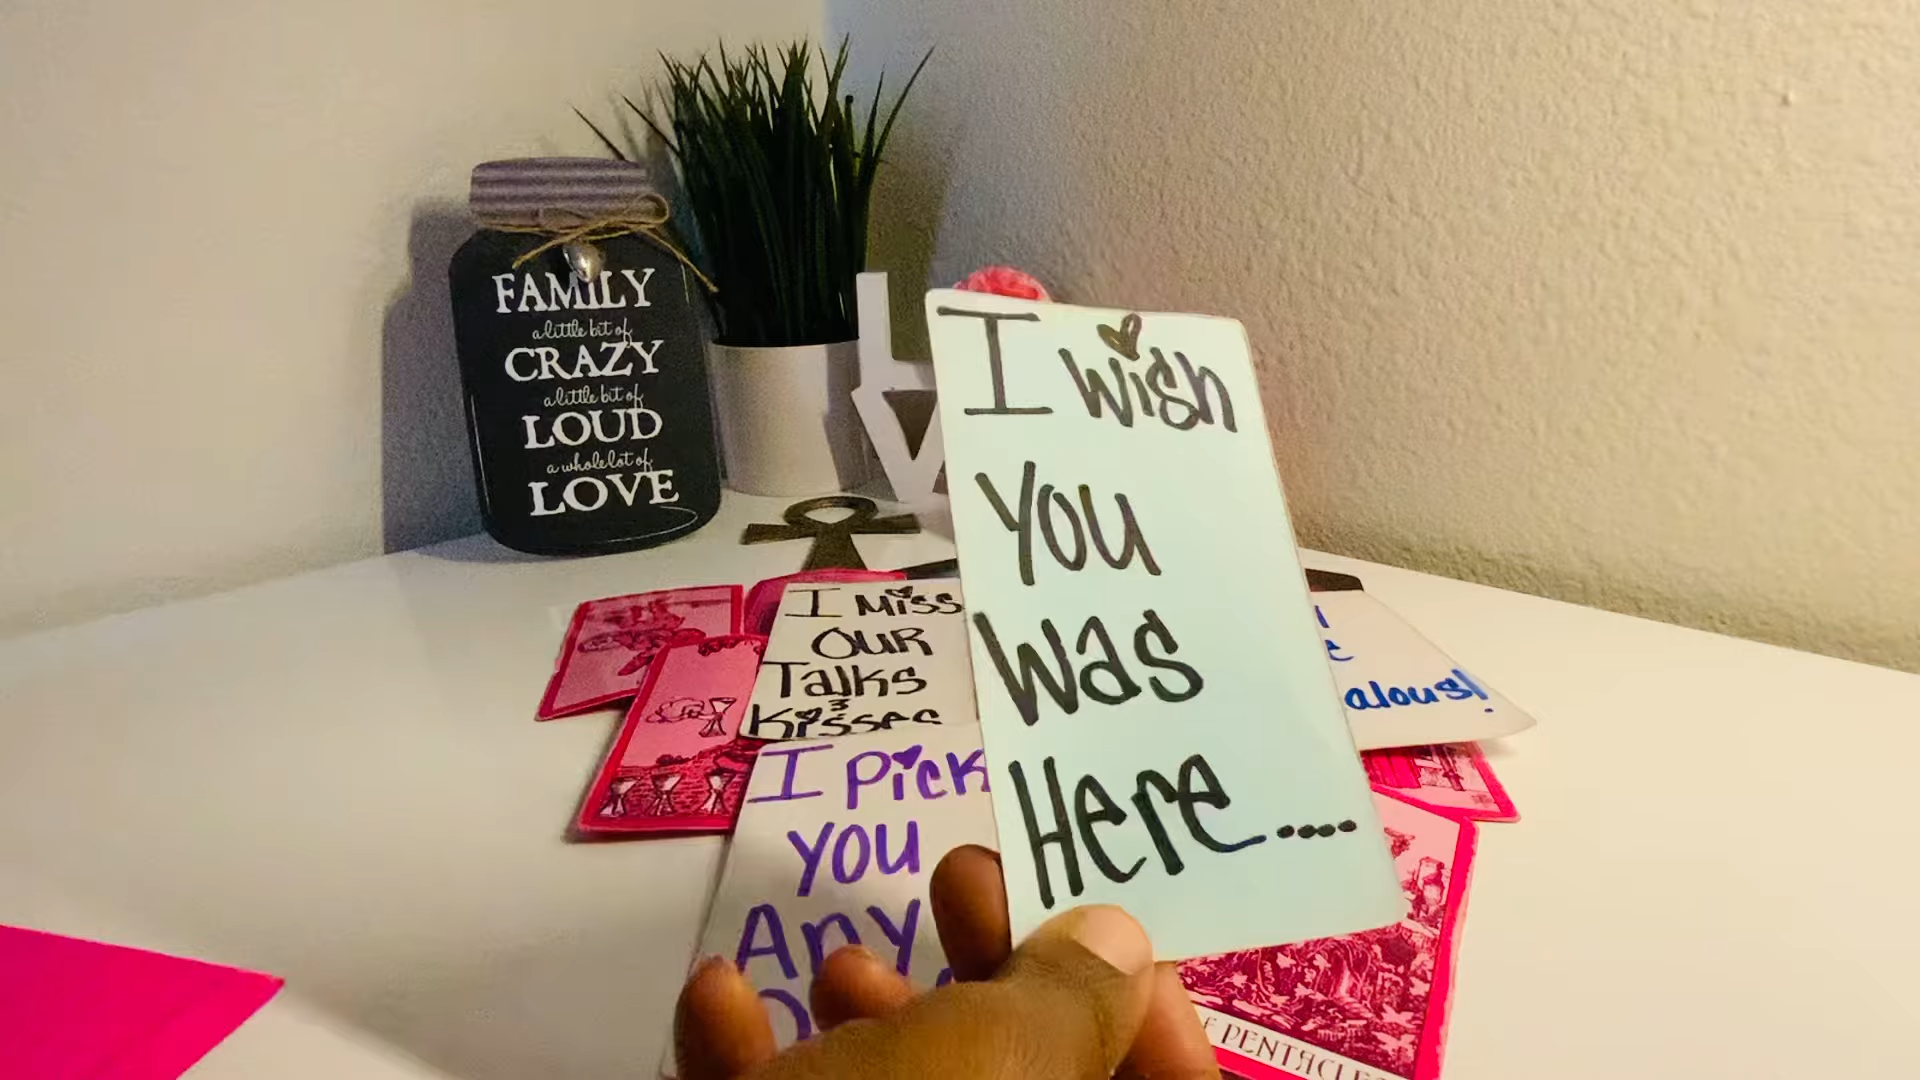 FAMILY
a little bit of
CRAZY
a little bit of
LOUD
a whole lot of
LOVE
I Wish
You
Was
Here....
I Miss
OUR
Talks
&
Kisses
I Pick
You
Any
alous!
PENTACLES